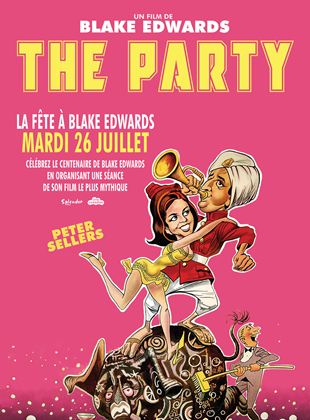 UN FILM DE
BLAKE EDWARDS
THE PARTY
LA FÊTE À BLAKE EDWARDS
MARDI 26 JUILLET
CÉLÉBREZ LE CENTENAIRE DE BLAKE EDWARDS
EN ORGANISANT UNE SÉANCE
DE SON FILM LE PLUS MYTHIQUE
Splendor
PETER
SELLERS